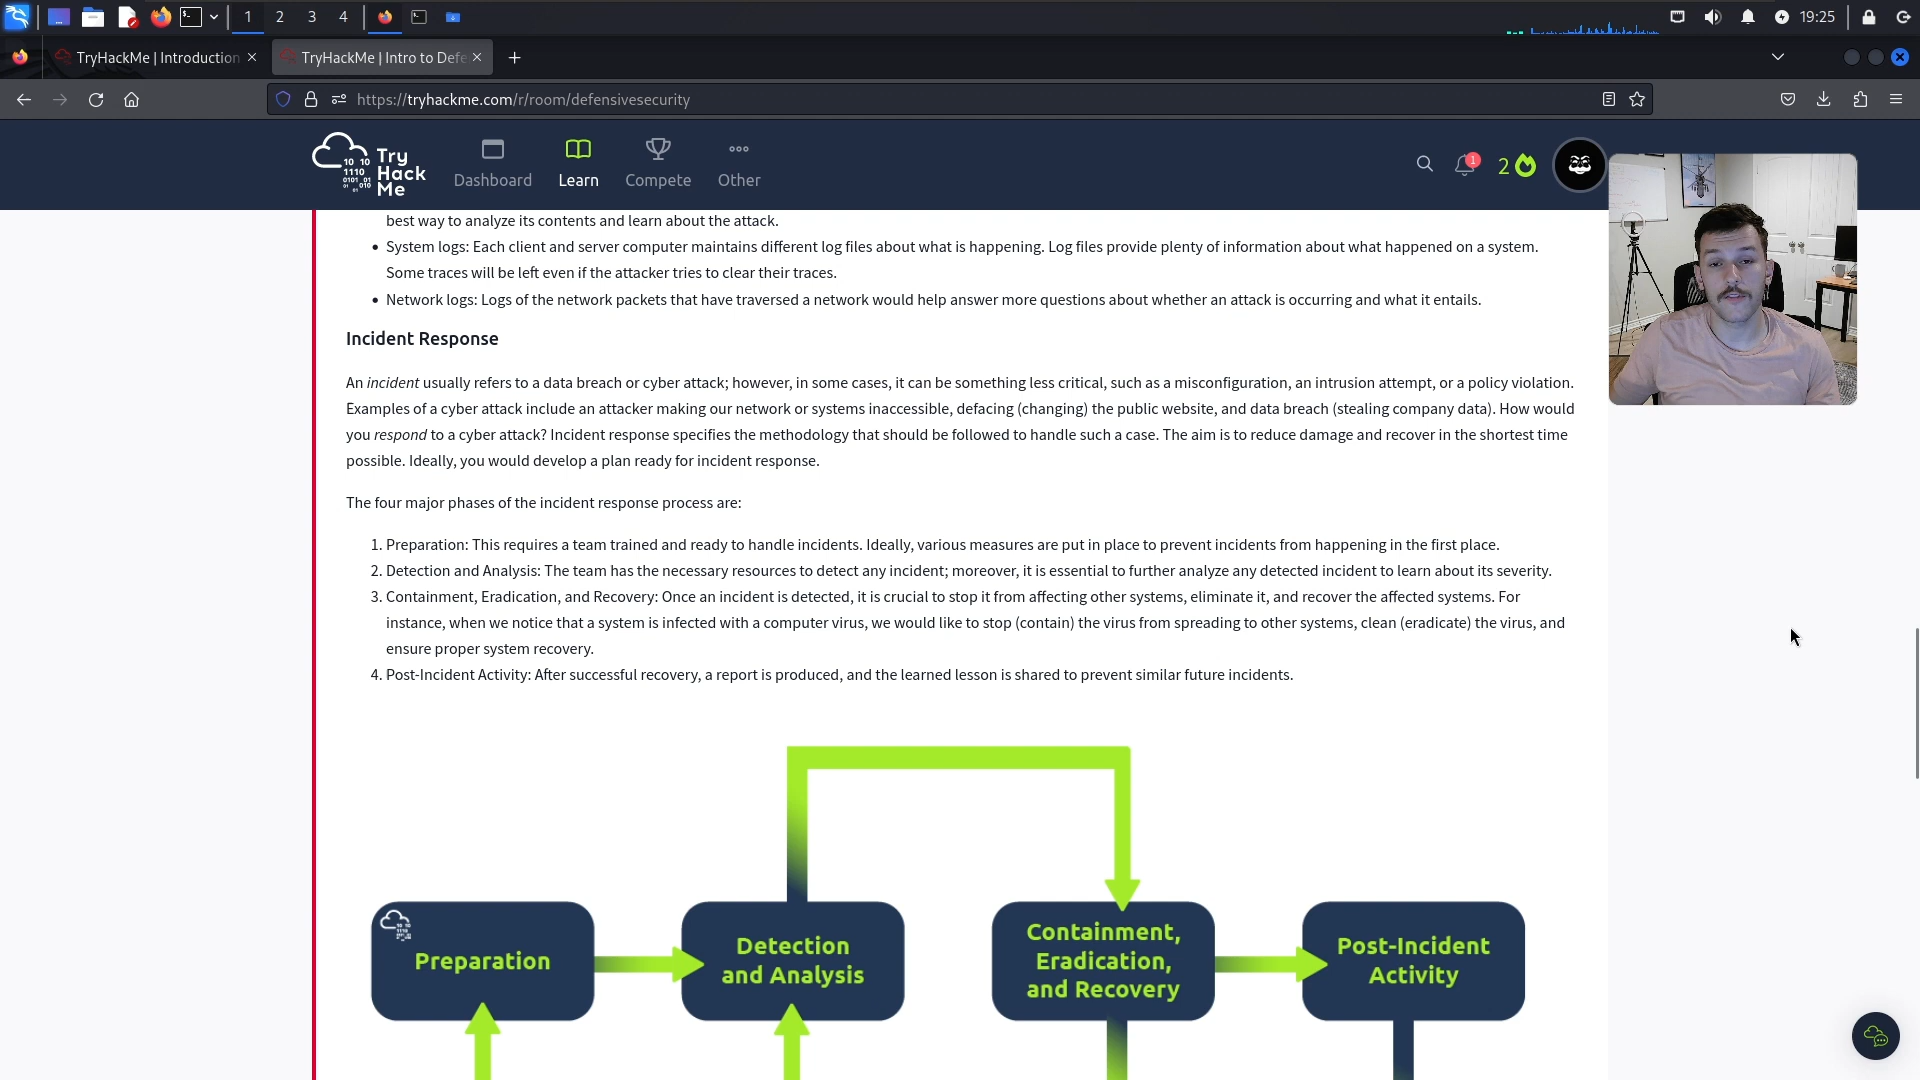 1 2 3 4
19:25
TryHackMe | Introduction
TryHackMe | Intro to Defe
https://tryhackme.com/r/room/defensivesecurity
Try
Hack
Me
Dashboard
Learn
Compete
Other
1
2
best way to analyze its contents and learn about the attack.
• System logs: Each client and server computer maintains different log files about what is happening. Log files provide plenty of information about what happened on a system.
Some traces will be left even if the attacker tries to clear their traces.
• Network logs: Logs of the network packets that have traversed a network would help answer more questions about whether an attack is occurring and what it entails.
Incident Response
An incident usually refers to a data breach or cyber attack; however, in some cases, it can be something less critical, such as a misconfiguration, an intrusion attempt, or a policy violation.
Examples of a cyber attack include an attacker making our network or systems inaccessible, defacing (changing) the public website, and data breach (stealing company data). How would
you respond to a cyber attack? Incident response specifies the methodology that should be followed to handle such a case. The aim is to reduce damage and recover in the shortest time
possible. Ideally, you would develop a plan ready for incident response.
The four major phases of the incident response process are:
1. Preparation: This requires a team trained and ready to handle incidents. Ideally, various measures are put in place to prevent incidents from happening in the first place.
2. Detection and Analysis: The team has the necessary resources to detect any incident; moreover, it is essential to further analyze any detected incident to learn about its severity.
3. Containment, Eradication, and Recovery: Once an incident is detected, it is crucial to stop it from affecting other systems, eliminate it, and recover the affected systems. For
instance, when we notice that a system is infected with a computer virus, we would like to stop (contain) the virus from spreading to other systems, clean (eradicate) the virus, and
ensure proper system recovery.
4. Post-Incident Activity: After successful recovery, a report is produced, and the learned lesson is shared to prevent similar future incidents.
Preparation
Detection
and Analysis
Containment,
Eradication,
and Recovery
Post-Incident
Activity